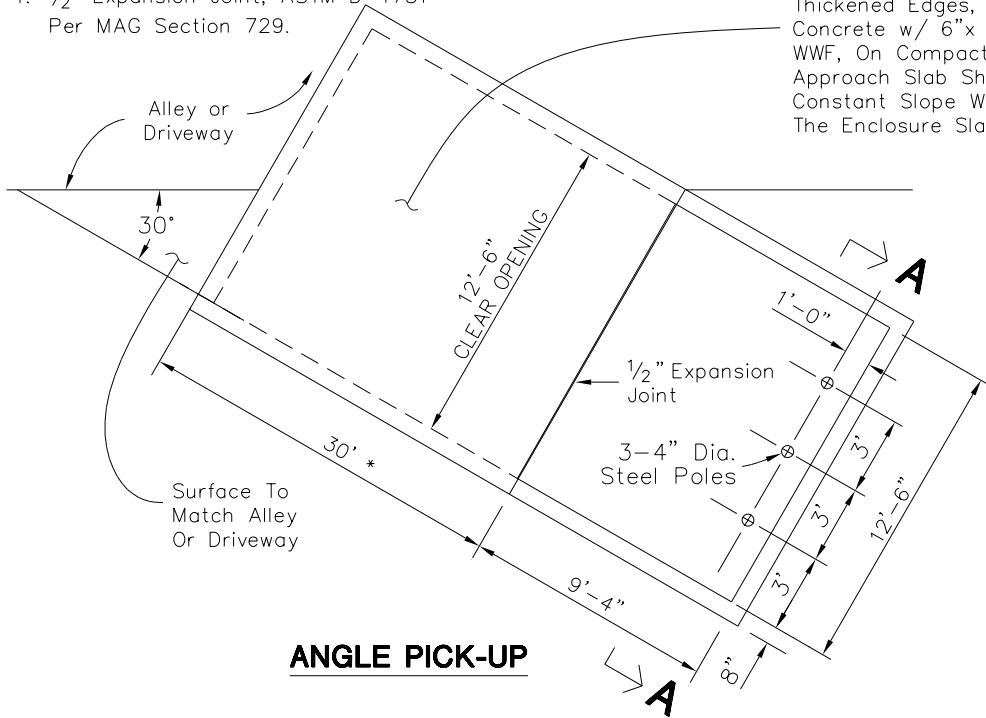 Per MAG Section 729.
Thickened Edges,
Concrete w/ 6"x
WWF, On Compact
Approach Slab Sh
Constant Slope W
The Enclosure Sla
Alley or
Driveway
30°
12'-6"
CLEAR OPENING
1'-0"
A
1/2" Expansion
Joint
3-4" Dia.
Steel Poles
3'
3'
3'
12'-6"
30' *
Surface To
Match Alley
Or Driveway
9'-4"
8"
A
ANGLE PICK-UP